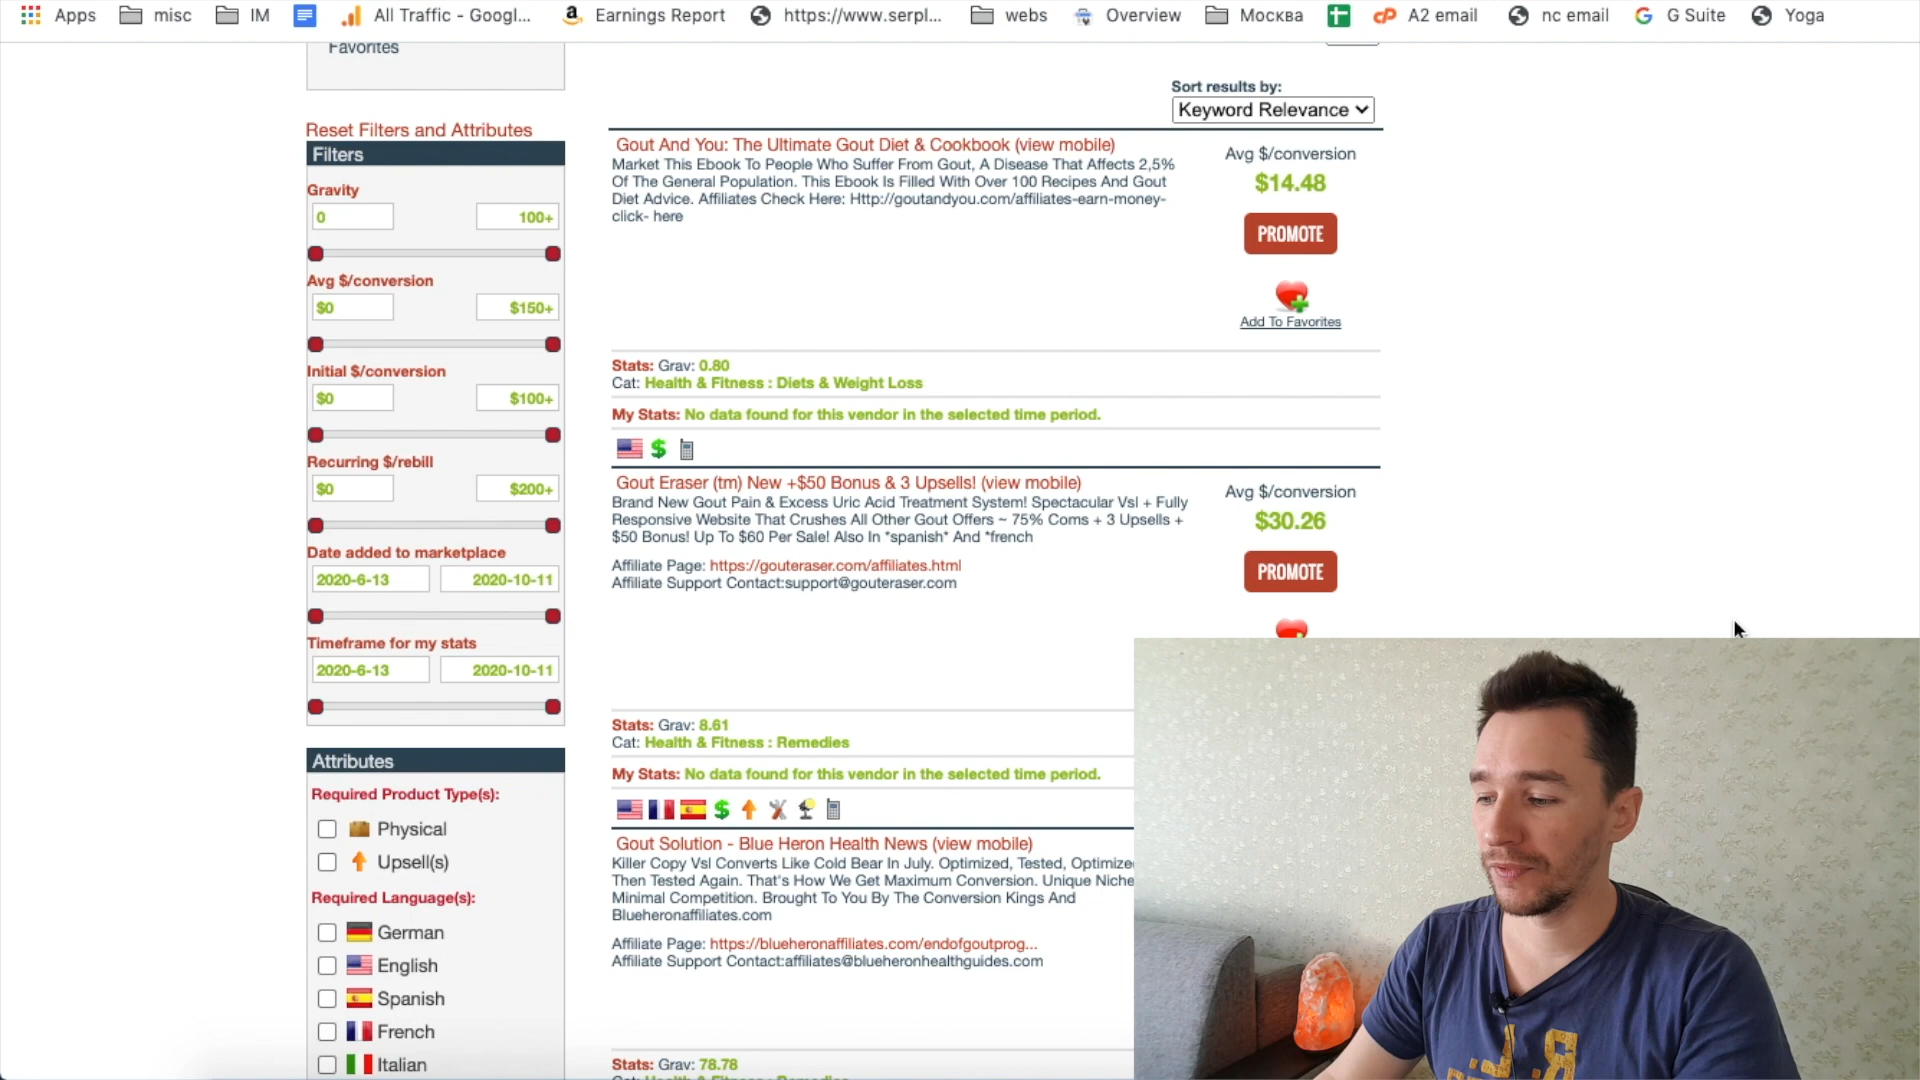 Apps misc IM All Traffic - Googl... Earnings Report https://www.serpl... webs Overview Москва A2 email nc email G Suite Yoga
Favorites
Sort results by:
Keyword Relevance
Reset Filters and Attributes
Filters
Gravity
0 100+
Avg $/conversion
$0 $150+
Initial $/conversion
$0 $100+
Recurring $/rebill
$0 $200+
Date added to marketplace
2020-6-13 2020-10-11
Timeframe for my stats
2020-6-13 2020-10-11
Attributes
Required Product Type(s):
Physical
Upsell(s)
Required Language(s):
German
English
Spanish
French
Italian
Gout And You: The Ultimate Gout Diet & Cookbook (view mobile)
Market This Ebook To People Who Suffer From Gout, A Disease That Affects 2,5%
Of The General Population. This Ebook Is Filled With Over 100 Recipes And Gout
Diet Advice. Affiliates Check Here: Http://goutandyou.com/affiliates-earn-money-
click- here
Avg $/conversion
$14.48
PROMOTE
Add To Favorites
Stats: Grav: 0.80
Cat: Health & Fitness : Diets & Weight Loss
My Stats: No data found for this vendor in the selected time period.
Gout Eraser (tm) New +$50 Bonus & 3 Upsells! (view mobile)
Brand New Gout Pain & Excess Uric Acid Treatment System! Spectacular Vsl + Fully
Responsive Website That Crushes All Other Gout Offers ~ 75% Coms + 3 Upsells +
$50 Bonus! Up To $60 Per Sale! Also In *spanish* And *french
Affiliate Page: https://gouteraser.com/affiliates.html
Affiliate Support Contact:support@gouteraser.com
Avg $/conversion
$30.26
PROMOTE
Stats: Grav: 8.61
Cat: Health & Fitness : Remedies
My Stats: No data found for this vendor in the selected time period.
Gout Solution - Blue Heron Health News (view mobile)
Killer Copy Vsl Converts Like Cold Bear In July. Optimized, Tested, Optimize
Then Tested Again. That's How We Get Maximum Conversion. Unique Niche
Minimal Competition. Brought To You By The Conversion Kings And
Blueheronaffiliates.com
Affiliate Page: https://blueheronaffiliates.com/endofgoutprog...
Affiliate Support Contact:affiliates@blueheronhealthguides.com
Stats: Grav: 78.78
Cat: Health & Fitness : Remedies